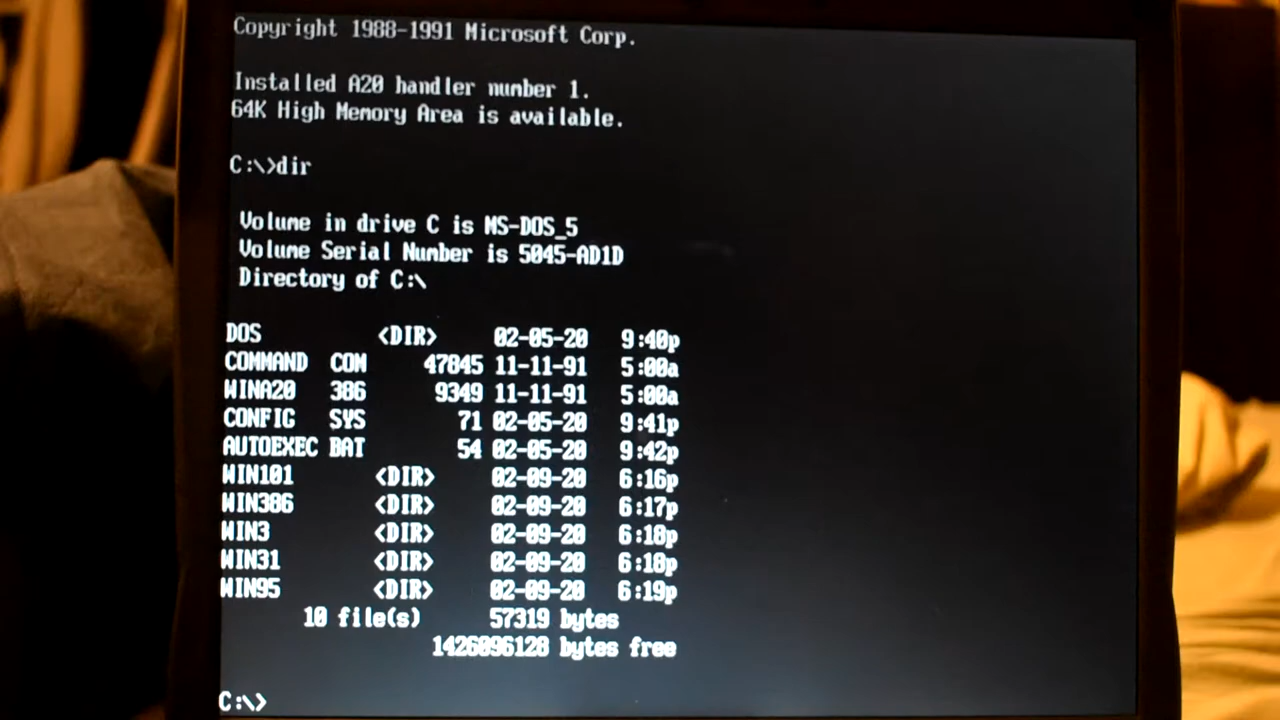 Copyright 1988-1991 Microsoft Corp.
Installed A20 handler number 1.
64K High Memory Area is available.
C:\>dir
Volume in drive C is MS-DOS_5
Volume Serial Number is 5045-AD1D
Directory of C:\
DOS <DIR> 02-05-20 9:40p
COMMAND COM 47845 11-11-91 5:00a
WINA20 386 9349 11-11-91 5:00a
CONFIG SYS 71 02-05-20 9:41p
AUTOEXEC BAT 54 02-05-20 9:42p
WIN101 <DIR> 02-09-20 6:16p
WIN386 <DIR> 02-09-20 6:17p
WIN3 <DIR> 02-09-20 6:18p
WIN31 <DIR> 02-09-20 6:18p
WIN95 <DIR> 02-09-20 6:19p
10 file(s) 57319 bytes
1426096128 bytes free
C:\>